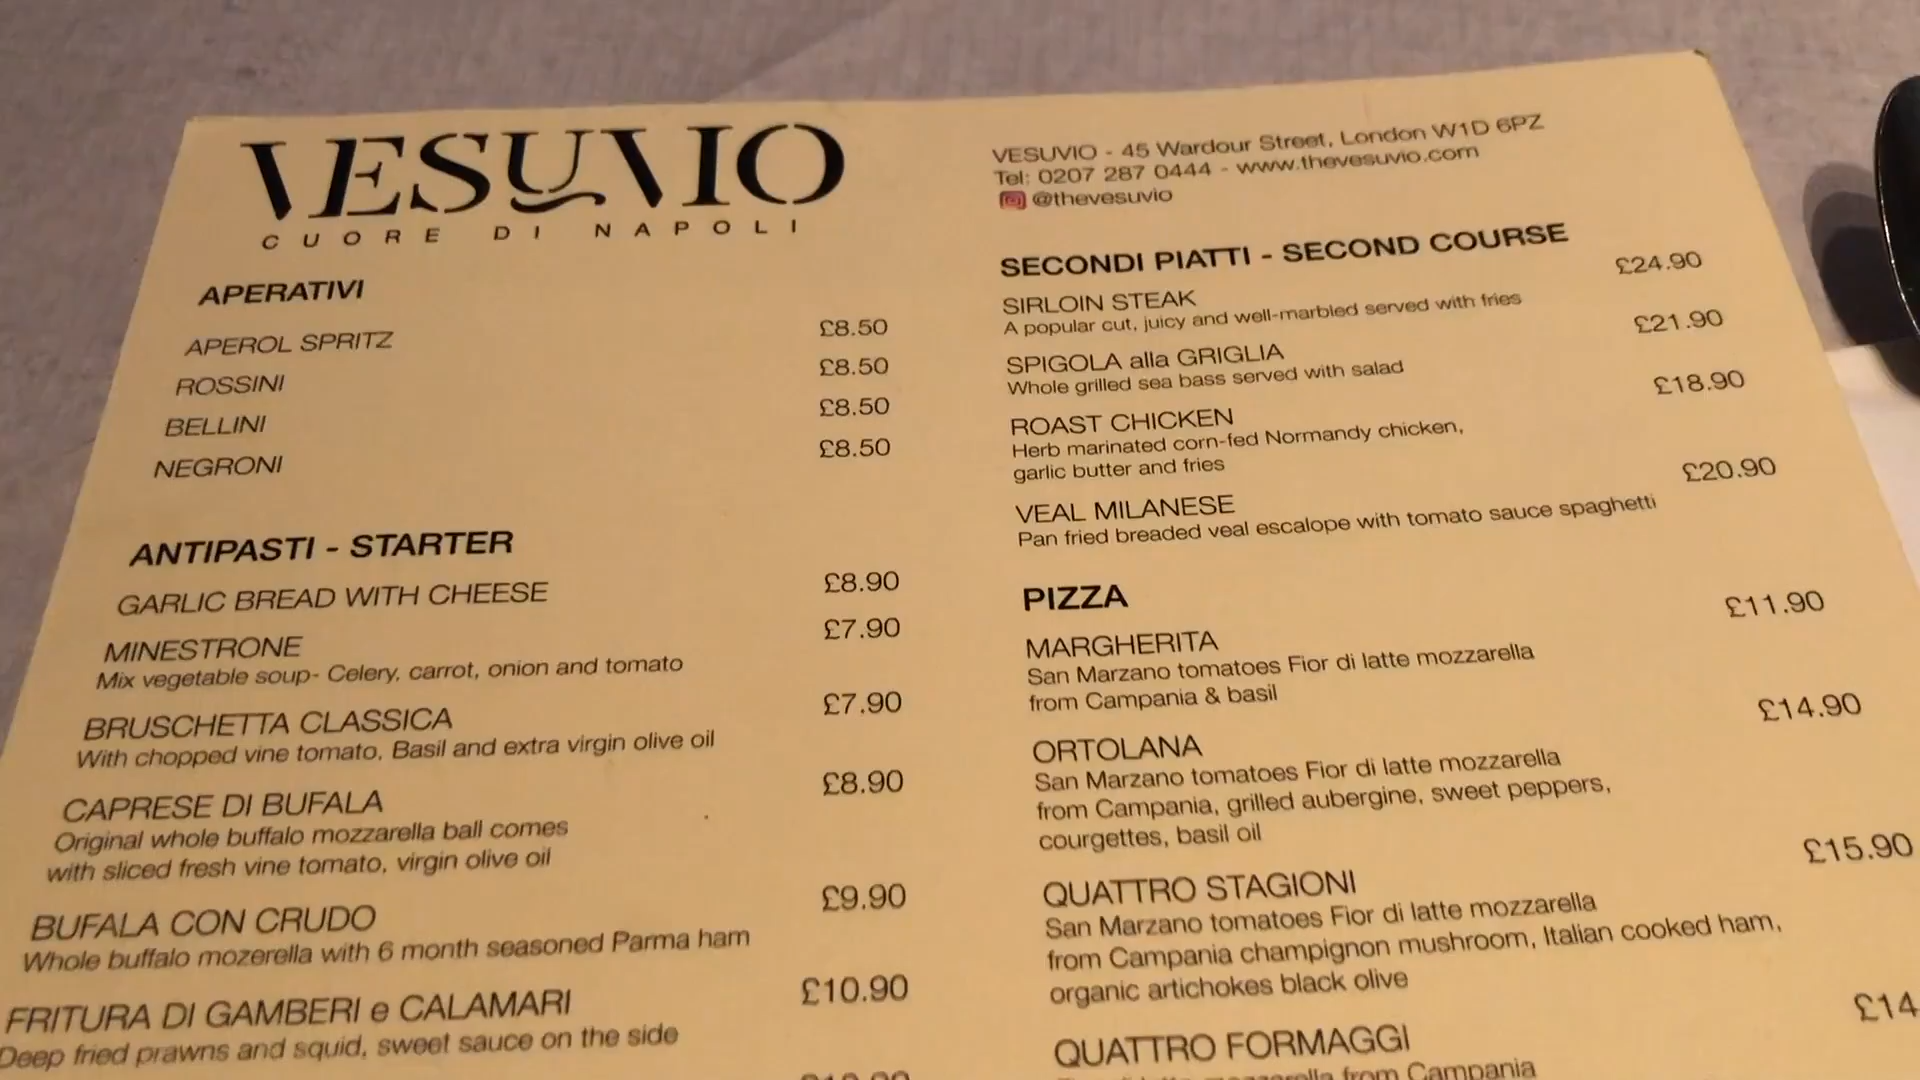 VESUVIO
CUORE DI NAPOLI
APERATIVI
APEROL SPRITZ £8.50
ROSSINI £8.50
BELLINI £8.50
NEGRONI £8.50
ANTIPASTI - STARTER
GARLIC BREAD WITH CHEESE £8.90
MINESTRONE £7.90
Mix vegetable soup- Celery, carrot, onion and tomato
BRUSCHETTA CLASSICA £7.90
With chopped vine tomato, Basil and extra virgin olive oil
CAPRESE DI BUFALA £8.90
Original whole buffalo mozzarella ball comes
with sliced fresh vine tomato, virgin olive oil
BUFALA CON CRUDO £9.90
Whole buffalo mozerella with 6 month seasoned Parma ham
FRITURA DI GAMBERI e CALAMARI £10.90
Deep fried prawns and squid, sweet sauce on the side
VESUVIO - 45 Wardour Street, London W1D 6PZ
Tel: 0207 287 0444 - www.thevesuvio.com
@thevesuvio
SECONDI PIATTI - SECOND COURSE
SIRLOIN STEAK £24.90
A popular cut, juicy and well-marbled served with fries
SPIGOLA alla GRIGLIA £21.90
Whole grilled sea bass served with salad
ROAST CHICKEN £18.90
Herb marinated corn-fed Normandy chicken,
garlic butter and fries
VEAL MILANESE £20.90
Pan fried breaded veal escalope with tomato sauce spaghetti
PIZZA
MARGHERITA £11.90
San Marzano tomatoes Fior di latte mozzarella
from Campania & basil
ORTOLANA £14.90
San Marzano tomatoes Fior di latte mozzarella
from Campania, grilled aubergine, sweet peppers,
courgettes, basil oil
QUATTRO STAGIONI £15.90
San Marzano tomatoes Fior di latte mozzarella
from Campania champignon mushroom, Italian cooked ham,
organic artichokes black olive
QUATTRO FORMAGGI £14
from Campania